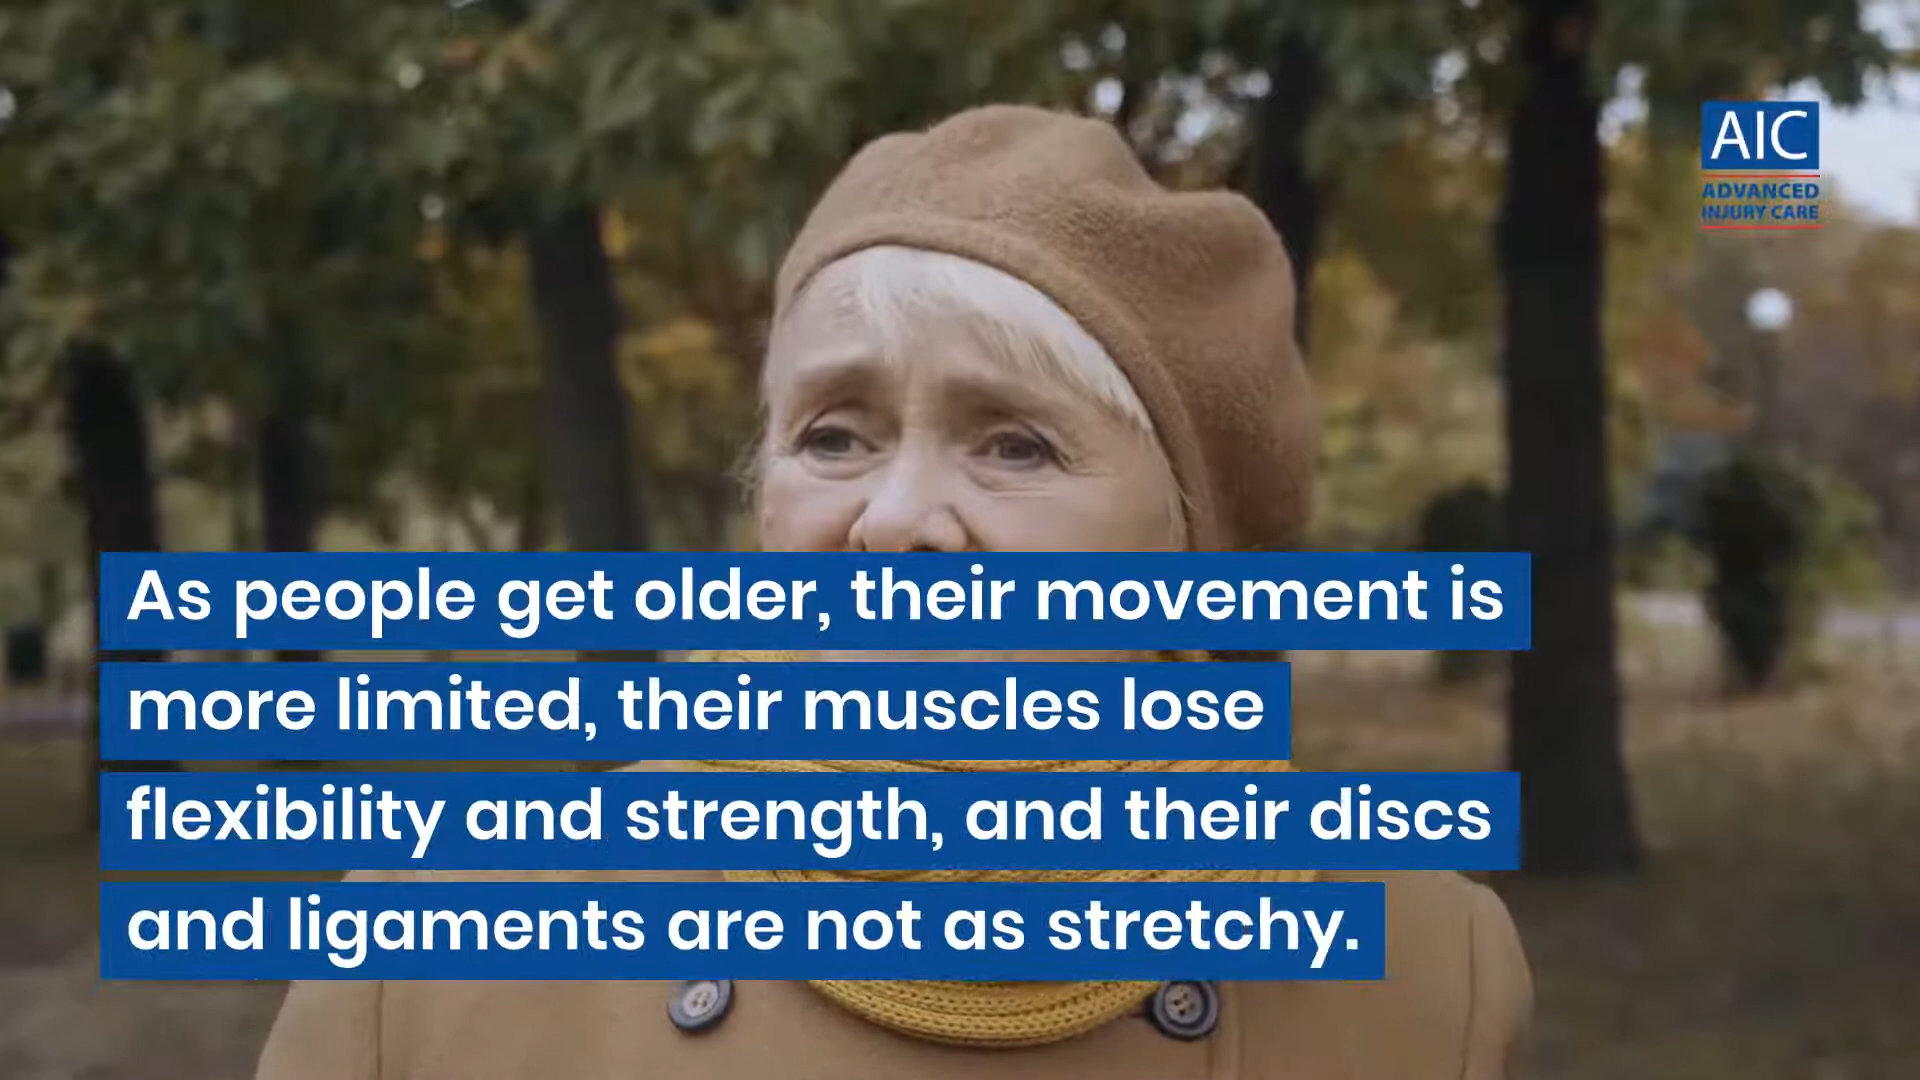 AIC
ADVANCED
INJURY CARE
As people get older, their movement is
more limited, their muscles lose
flexibility and strength, and their discs
and ligaments are not as stretchy.